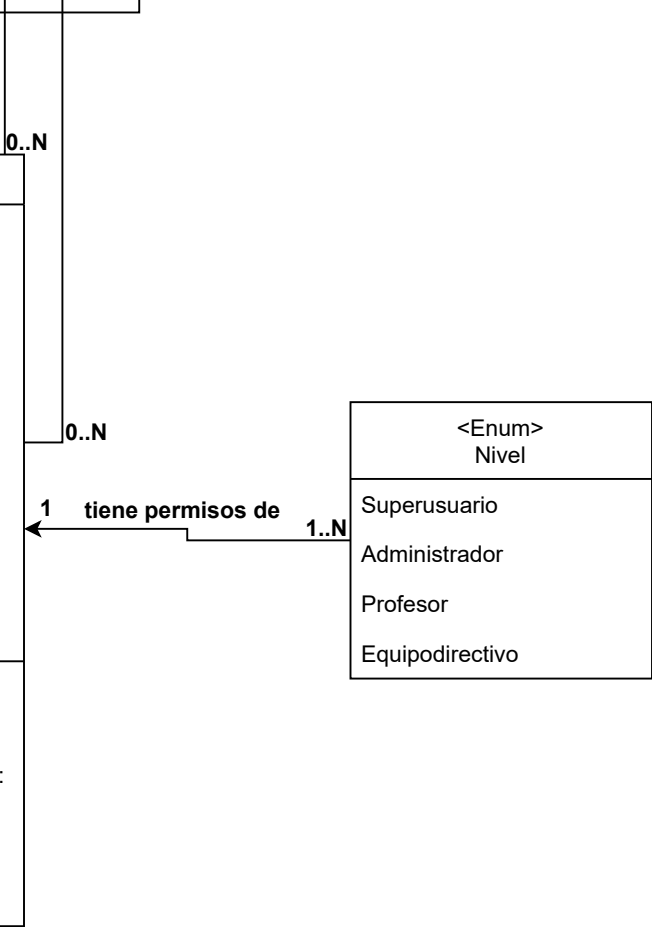 0..N
0..N
<Enum>
Nivel
1
tiene permisos de
1..N
Superusuario
Administrador
Profesor
Equipodirectivo
: